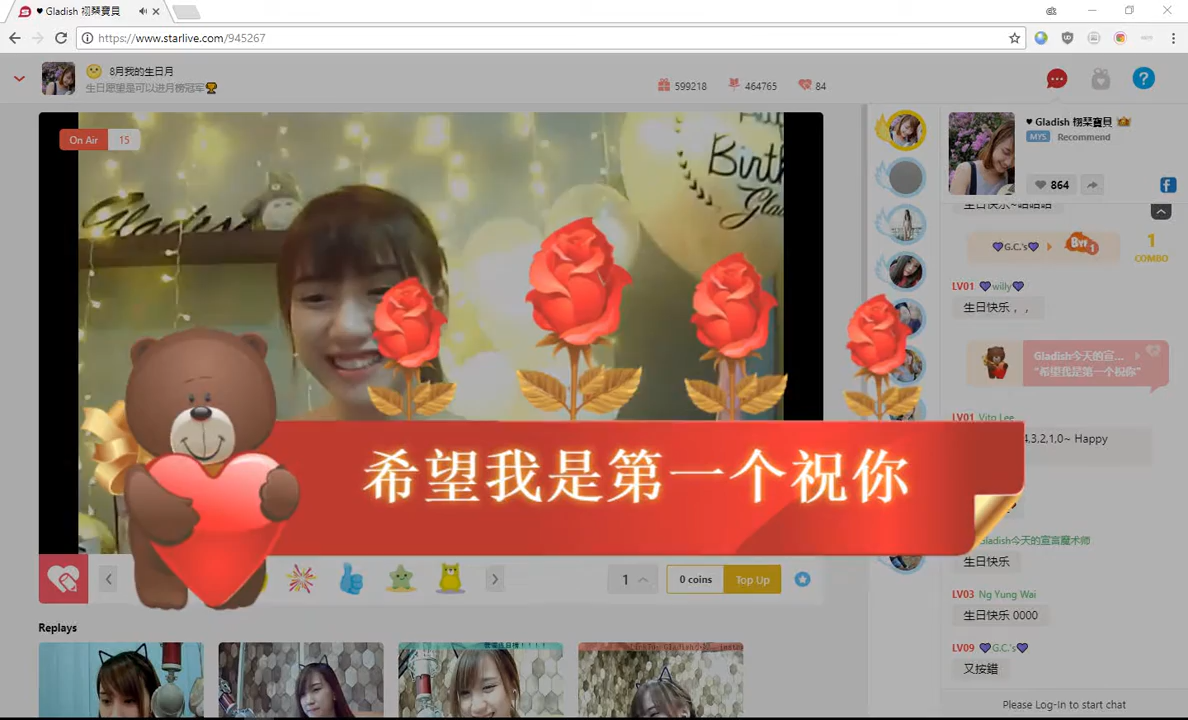 ♥ Gladish 栩琹寶貝
https://www.starlive.com/945267
8月我的生日月
生日愿望是可以进月榜冠军🏆
599218
464765
84
On Air 15
Gladish
Birth
♥ Gladish 栩琹寶貝
MYS Recommend
864
生日快乐~哈哈哈
💜G.C.'s💜
1
COMBO
LV01 💜willy💜
生日快乐，，
Gladish今天的宣...
"希望我是第一个祝你"
LV01 Vito Lee
4,3,2,1,0~ Happy
希望我是第一个祝你
Gladish今天的宣言魔术师
生日快乐
LV03 Ng Yung Wai
生日快乐 0000
LV09 💜G.C.'s💜
又按錯
1
0 coins
Top Up
Replays
Please Log-in to start chat